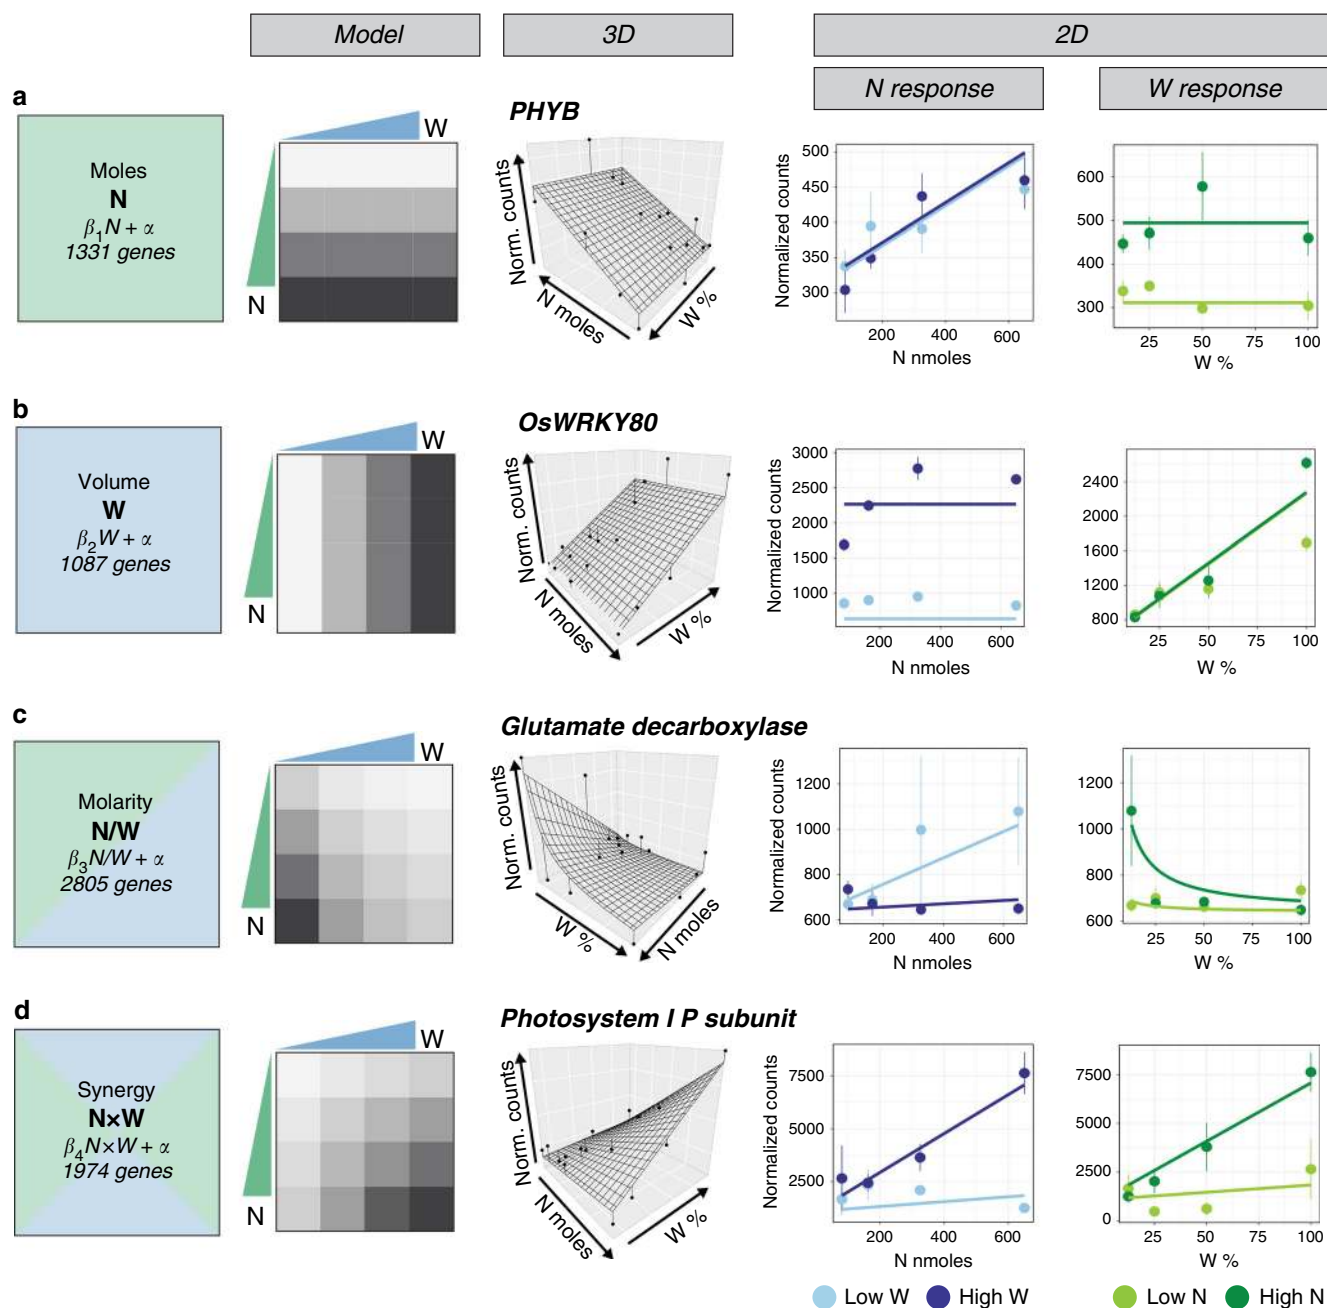 Model
3D
2D
N response
W response
a
Moles
N
β1N + α
1331 genes
W
N
PHYB
Norm. counts
N moles
W %
Normalized counts
500
450
400
350
300
200
400
600
N nmoles
600
500
400
300
25
50
75
100
W %
b
Volume
W
β2W + α
1087 genes
W
N
OsWRKY80
Norm. counts
N moles
W %
Normalized counts
3000
2500
2000
1500
1000
200
400
600
N nmoles
2400
2000
1600
1200
800
25
50
75
100
W %
c
Molarity
N/W
β3N/W + α
2805 genes
W
N
Glutamate decarboxylase
Norm. counts
W %
N moles
Normalized counts
1200
1000
800
600
200
400
600
N nmoles
1200
1000
800
600
25
50
75
100
W %
d
Synergy
N×W
β4N×W + α
1974 genes
W
N
Photosystem I P subunit
Norm. counts
N moles
W %
Normalized counts
7500
5000
2500
200
400
600
N nmoles
7500
5000
2500
0
25
50
75
100
W %
Low W
High W
Low N
High N